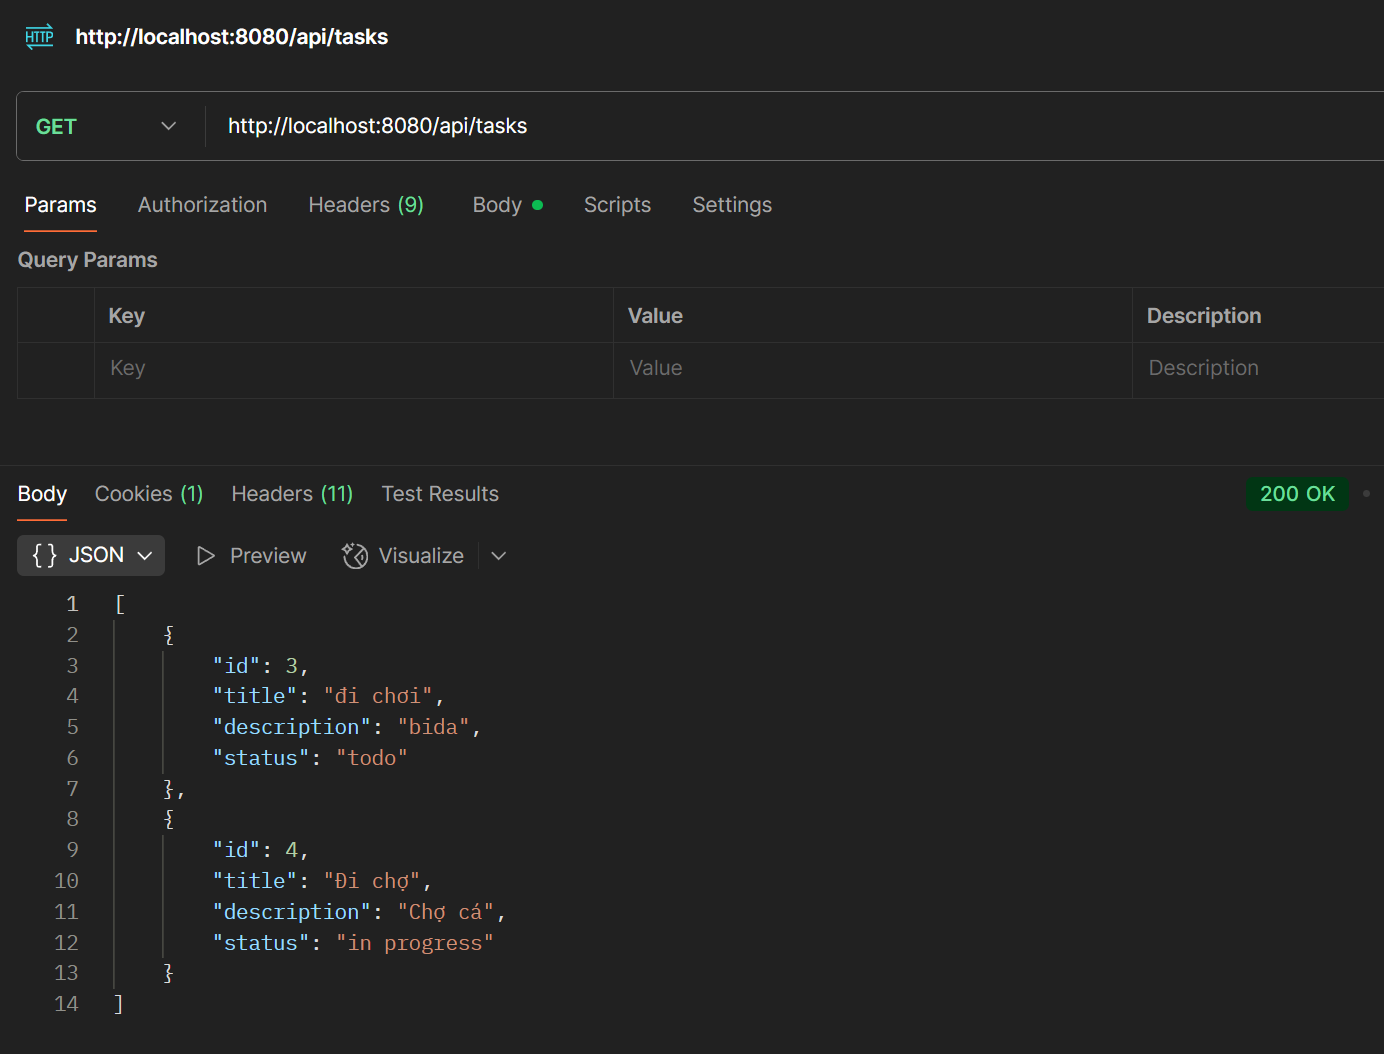 HTTP http://localhost:8080/api/tasks
GET http://localhost:8080/api/tasks
Params Authorization Headers (9) Body Scripts Settings
Query Params
Key Value Description
Key Value Description
Body Cookies (1) Headers (11) Test Results 200 OK
{ } JSON Preview Visualize
1 [
2 {
3 "id": 3,
4 "title": "đi chơi",
5 "description": "bida",
6 "status": "todo"
7 },
8 {
9 "id": 4,
10 "title": "Đi chợ",
11 "description": "Chợ cá",
12 "status": "in progress"
13 }
14 ]